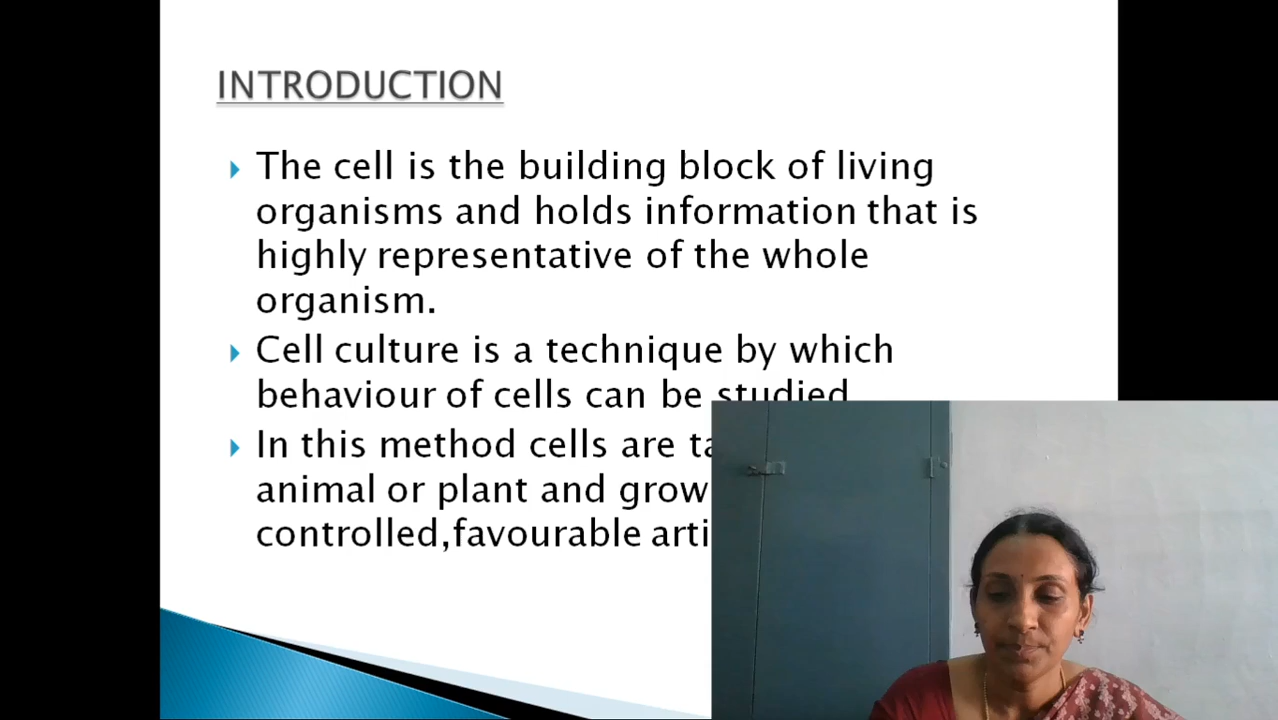 INTRODUCTION
The cell is the building block of living
organisms and holds information that is
highly representative of the whole
organism.
Cell culture is a technique by which
behaviour of cells can be studied
In this method cells are
animal or plant and grow
controlled,favourable